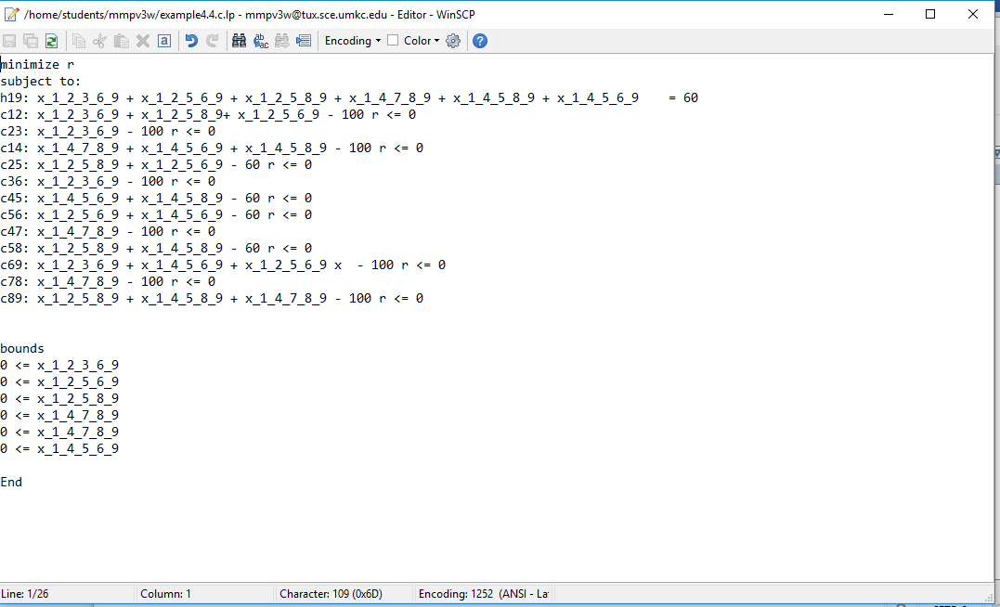 /home/students/mmpv3w/example4.4.c.lp - mmpv3w@tux.sce.umkc.edu - Editor - WinSCP
Encoding Color
minimize r
subject to:
h19: x_1_2_3_6_9 + x_1_2_5_6_9 + x_1_2_5_8_9 + x_1_4_7_8_9 + x_1_4_5_8_9 + x_1_4_5_6_9    = 60
c12: x_1_2_3_6_9 + x_1_2_5_8_9+ x_1_2_5_6_9 - 100 r <= 0
c23: x_1_2_3_6_9 - 100 r <= 0
c14: x_1_4_7_8_9 + x_1_4_5_6_9 + x_1_4_5_8_9 - 100 r <= 0
c25: x_1_2_5_8_9 + x_1_2_5_6_9 - 60 r <= 0
c36: x_1_2_3_6_9 - 100 r <= 0
c45: x_1_4_5_6_9 + x_1_4_5_8_9 - 60 r <= 0
c56: x_1_2_5_6_9 + x_1_4_5_6_9 - 60 r <= 0
c47: x_1_4_7_8_9 - 100 r <= 0
c58: x_1_2_5_8_9 + x_1_4_5_8_9 - 60 r <= 0
c69: x_1_2_3_6_9 + x_1_4_5_6_9 + x_1_2_5_6_9 x  - 100 r <= 0
c78: x_1_4_7_8_9 - 100 r <= 0
c89: x_1_2_5_8_9 + x_1_4_5_8_9 + x_1_4_7_8_9 - 100 r <= 0
bounds
0 <= x_1_2_3_6_9
0 <= x_1_2_5_6_9
0 <= x_1_2_5_8_9
0 <= x_1_4_7_8_9
0 <= x_1_4_7_8_9
0 <= x_1_4_5_6_9
End
Line: 1/26 Column: 1 Character: 109 (0x6D) Encoding: 1252 (ANSI - La